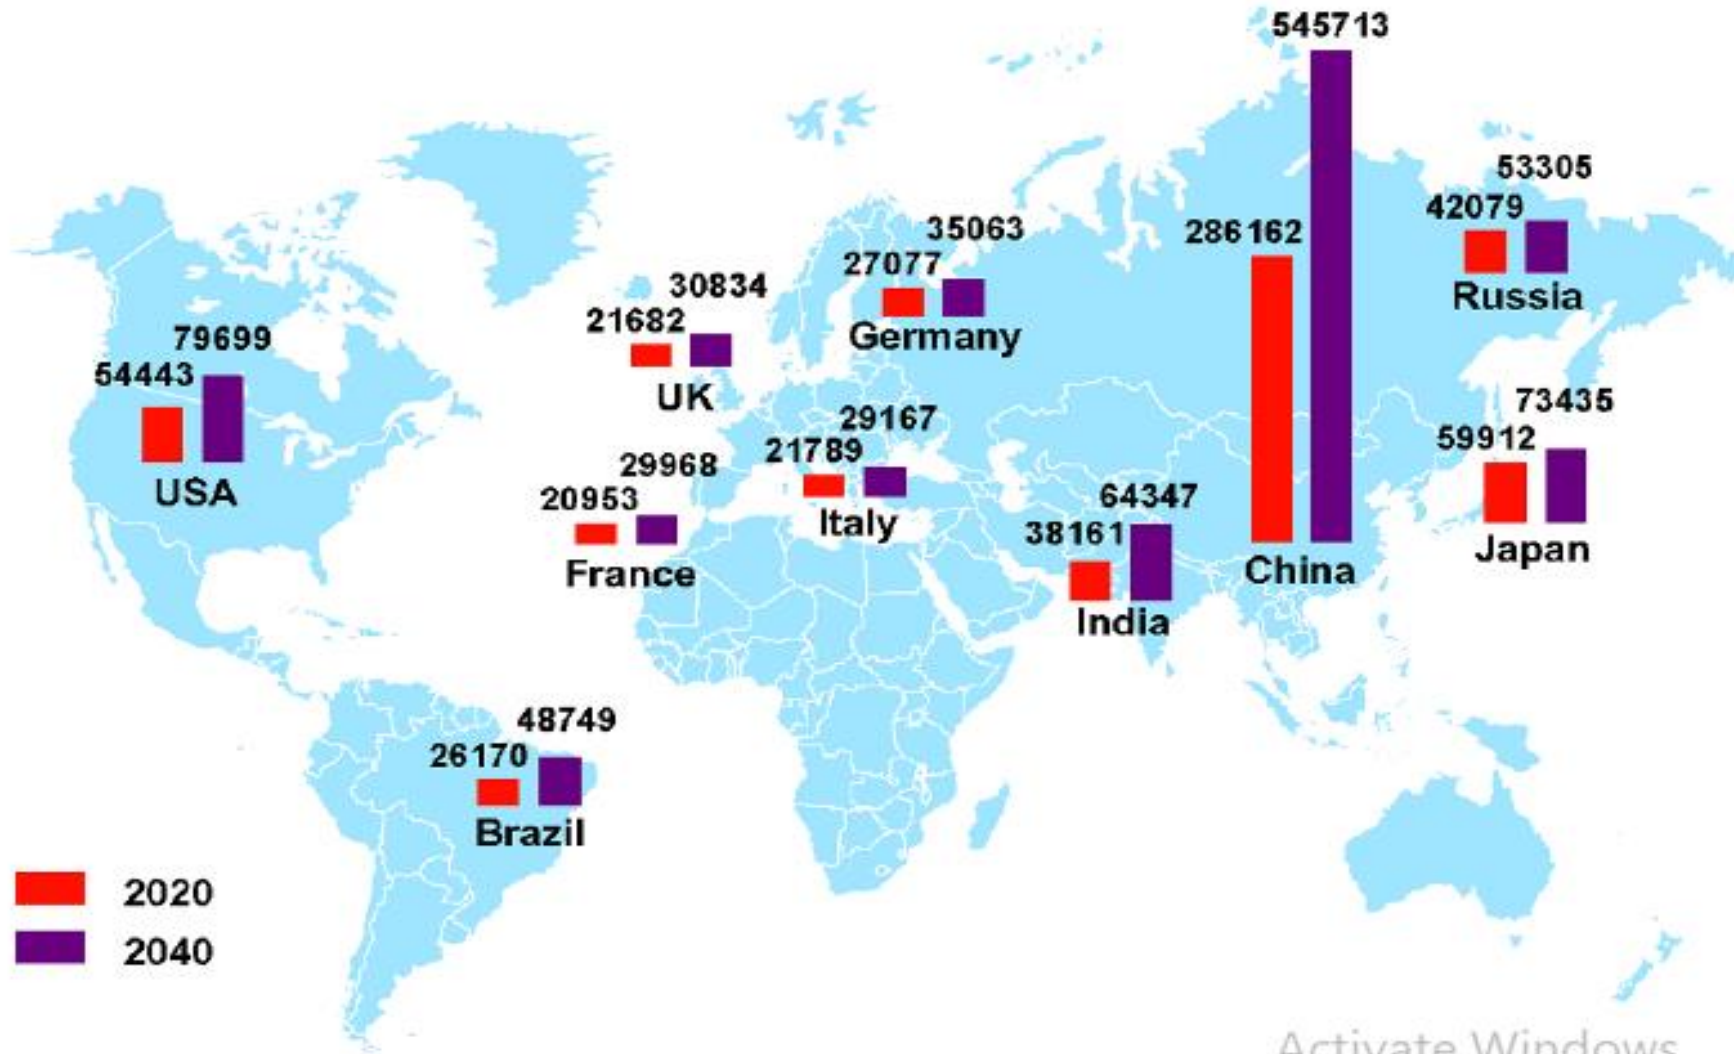 545713
53305
42079
286162
Russia
35063
27077
Germany
30834
21682
UK
79699
54443
USA
29167
21789
Italy
29968
20953
France
64347
38161
India
China
73435
59912
Japan
48749
26170
Brazil
2020
2040
Activate Windows